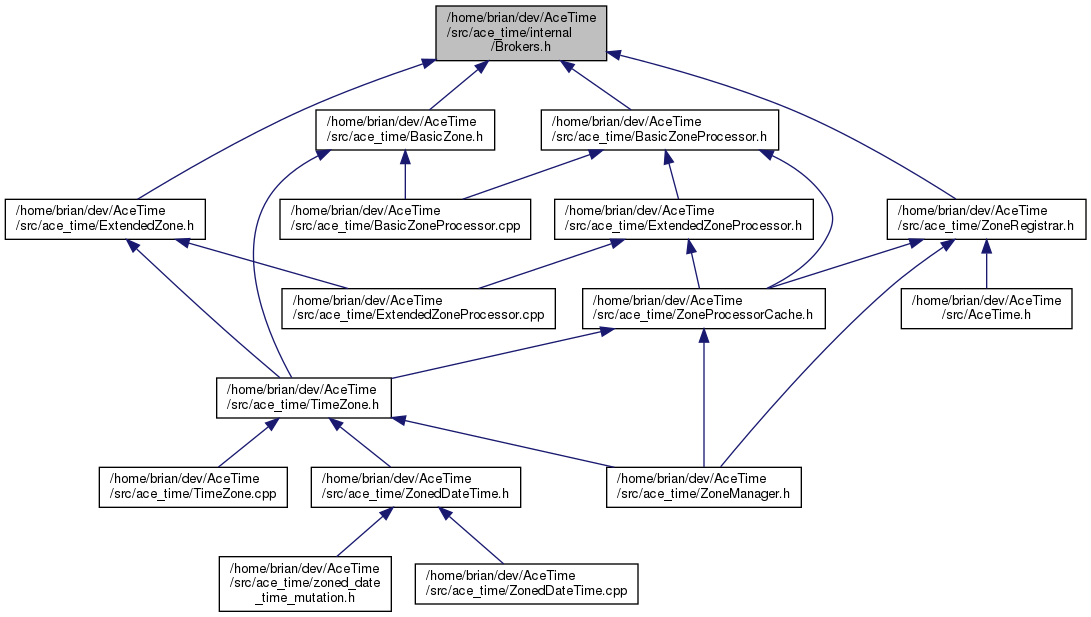 /home/brian/dev/AceTime
/src/ace_time/internal
/Brokers.h
/home/brian/dev/AceTime
/src/ace_time/BasicZone.h
/home/brian/dev/AceTime
/src/ace_time/BasicZoneProcessor.h
/home/brian/dev/AceTime
/src/ace_time/ExtendedZone.h
/home/brian/dev/AceTime
/src/ace_time/BasicZoneProcessor.cpp
/home/brian/dev/AceTime
/src/ace_time/ExtendedZoneProcessor.h
/home/brian/dev/AceTime
/src/ace_time/ZoneRegistrar.h
/home/brian/dev/AceTime
/src/ace_time/ExtendedZoneProcessor.cpp
/home/brian/dev/AceTime
/src/ace_time/ZoneProcessorCache.h
/home/brian/dev/AceTime
/src/AceTime.h
/home/brian/dev/AceTime
/src/ace_time/TimeZone.h
/home/brian/dev/AceTime
/src/ace_time/TimeZone.cpp
/home/brian/dev/AceTime
/src/ace_time/ZonedDateTime.h
/home/brian/dev/AceTime
/src/ace_time/ZoneManager.h
/home/brian/dev/AceTime
/src/ace_time/zoned_date
_time_mutation.h
/home/brian/dev/AceTime
/src/ace_time/ZonedDateTime.cpp